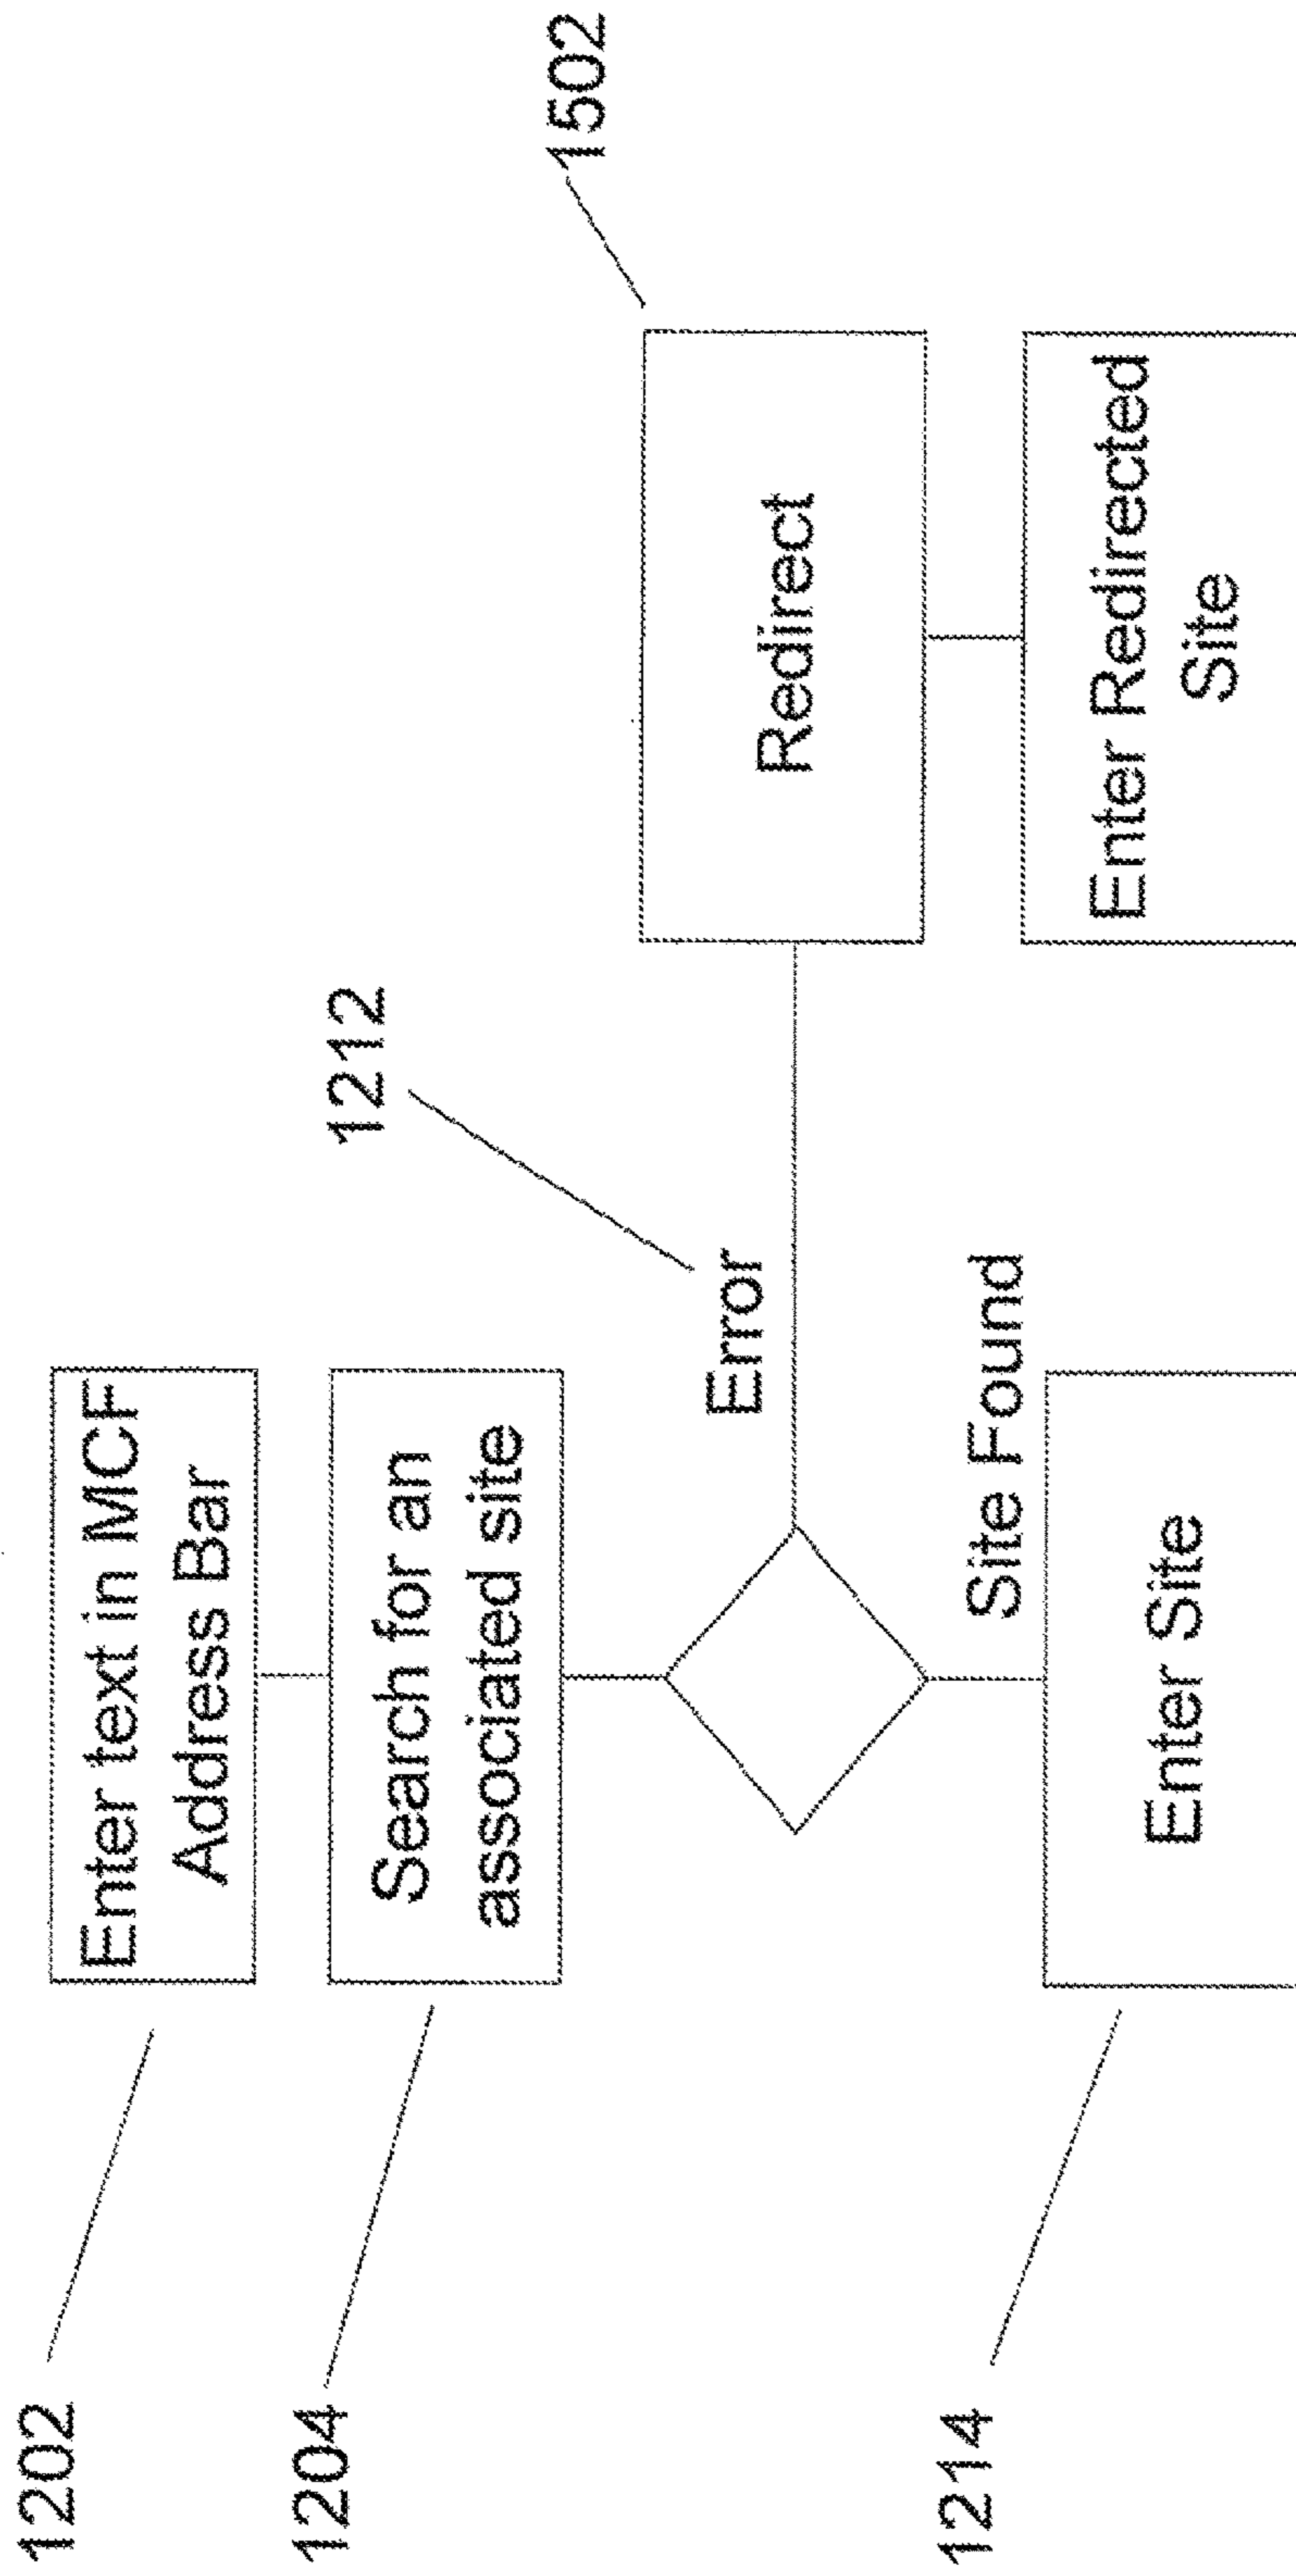 1202
Enter text in MCF
Address Bar
1204
Search for an
associated site
1212
Error
1502
Redirect
Site Found
1214
Enter Site
Enter Redirected
Site